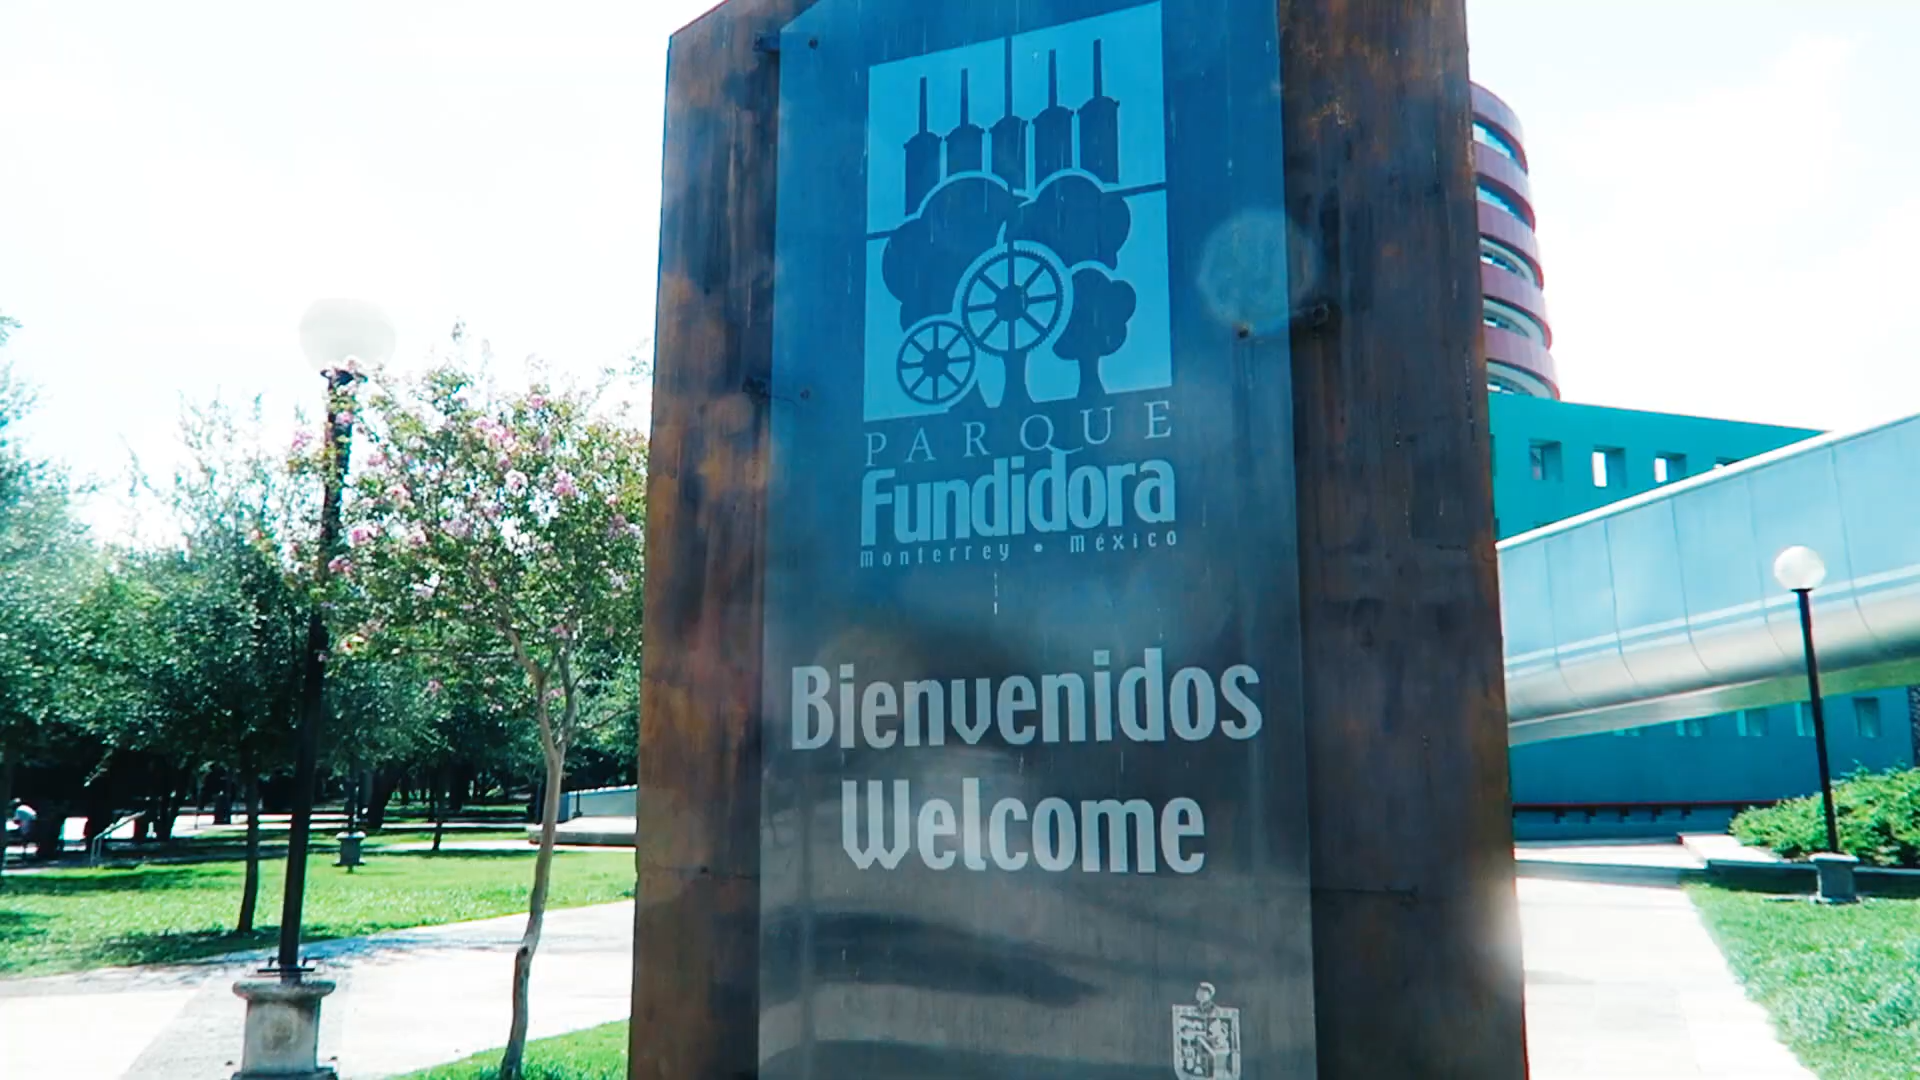 PARQUE
Fundidora
Monterrey • México
Bienvenidos
Welcome